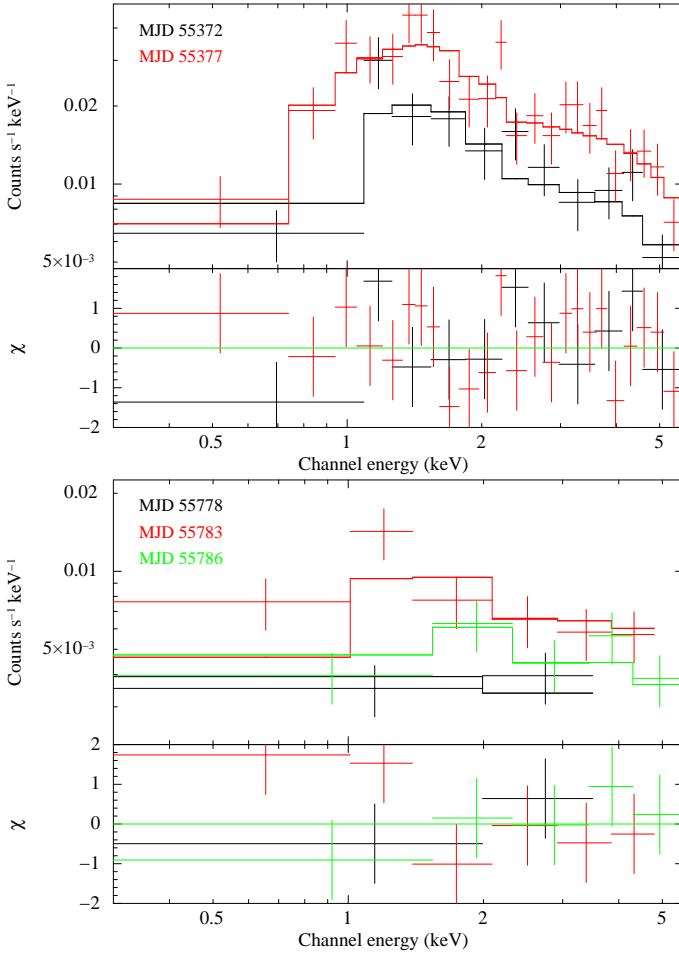 MJD 55372
MJD 55377
0.02
0.01
5×10⁻³
Counts s⁻¹ keV⁻¹
1
0
−1
−2
χ
0.5 1 2 5
Channel energy (keV)
MJD 55778
MJD 55783
MJD 55786
0.02
0.01
5×10⁻³
Counts s⁻¹ keV⁻¹
2
1
0
−1
−2
χ
0.5 1 2 5
Channel energy (keV)